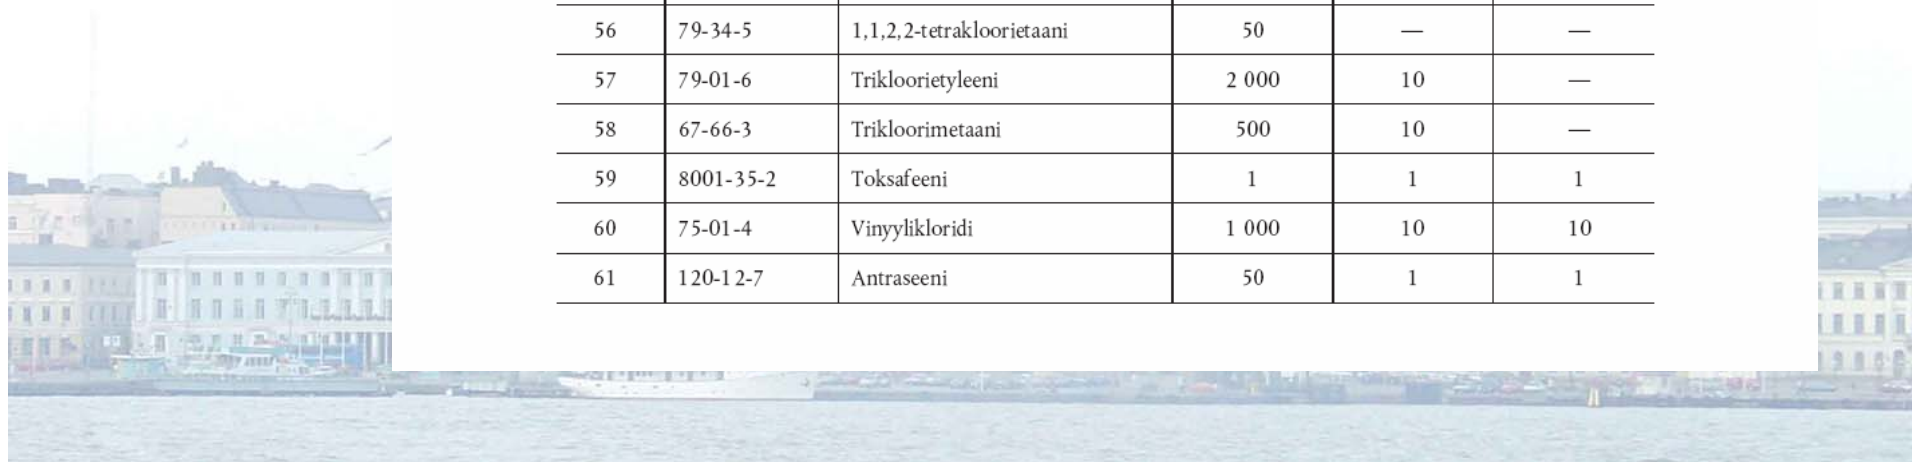 56 79-34-5 1,1,2,2-tetrakloorietaani 50 — —
57 79-01-6 Trikloorietyleeni 2 000 10 —
58 67-66-3 Trikloorimetaani 500 10 —
59 8001-35-2 Toksafeeni 1 1 1
60 75-01-4 Vinyylikloridi 1 000 10 10
61 120-12-7 Antraseeni 50 1 1